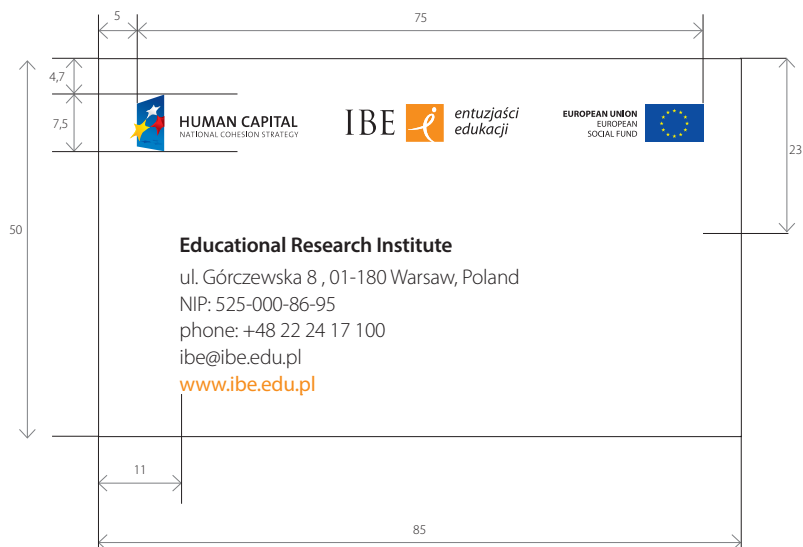 5
75
4,7
7,5
HUMAN CAPITAL
NATIONAL COHESION STRATEGY
IBE
entuzjaści
edukacji
EUROPEAN UNION
EUROPEAN
SOCIAL FUND
23
50
Educational Research Institute
ul. Górczewska 8 , 01-180 Warsaw, Poland
NIP: 525-000-86-95
phone: +48 22 24 17 100
ibe@ibe.edu.pl
www.ibe.edu.pl
11
85